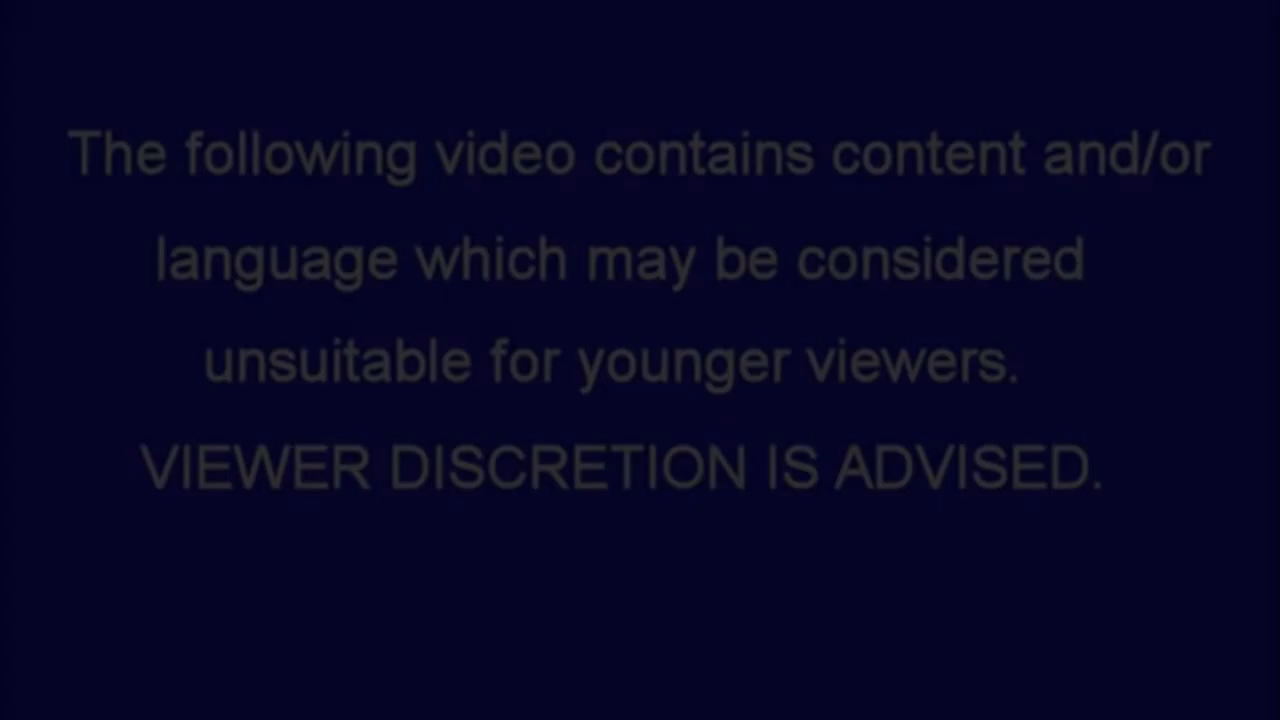 The following video contains content and/or
language which may be considered
unsuitable for younger viewers.
VIEWER DISCRETION IS ADVISED.